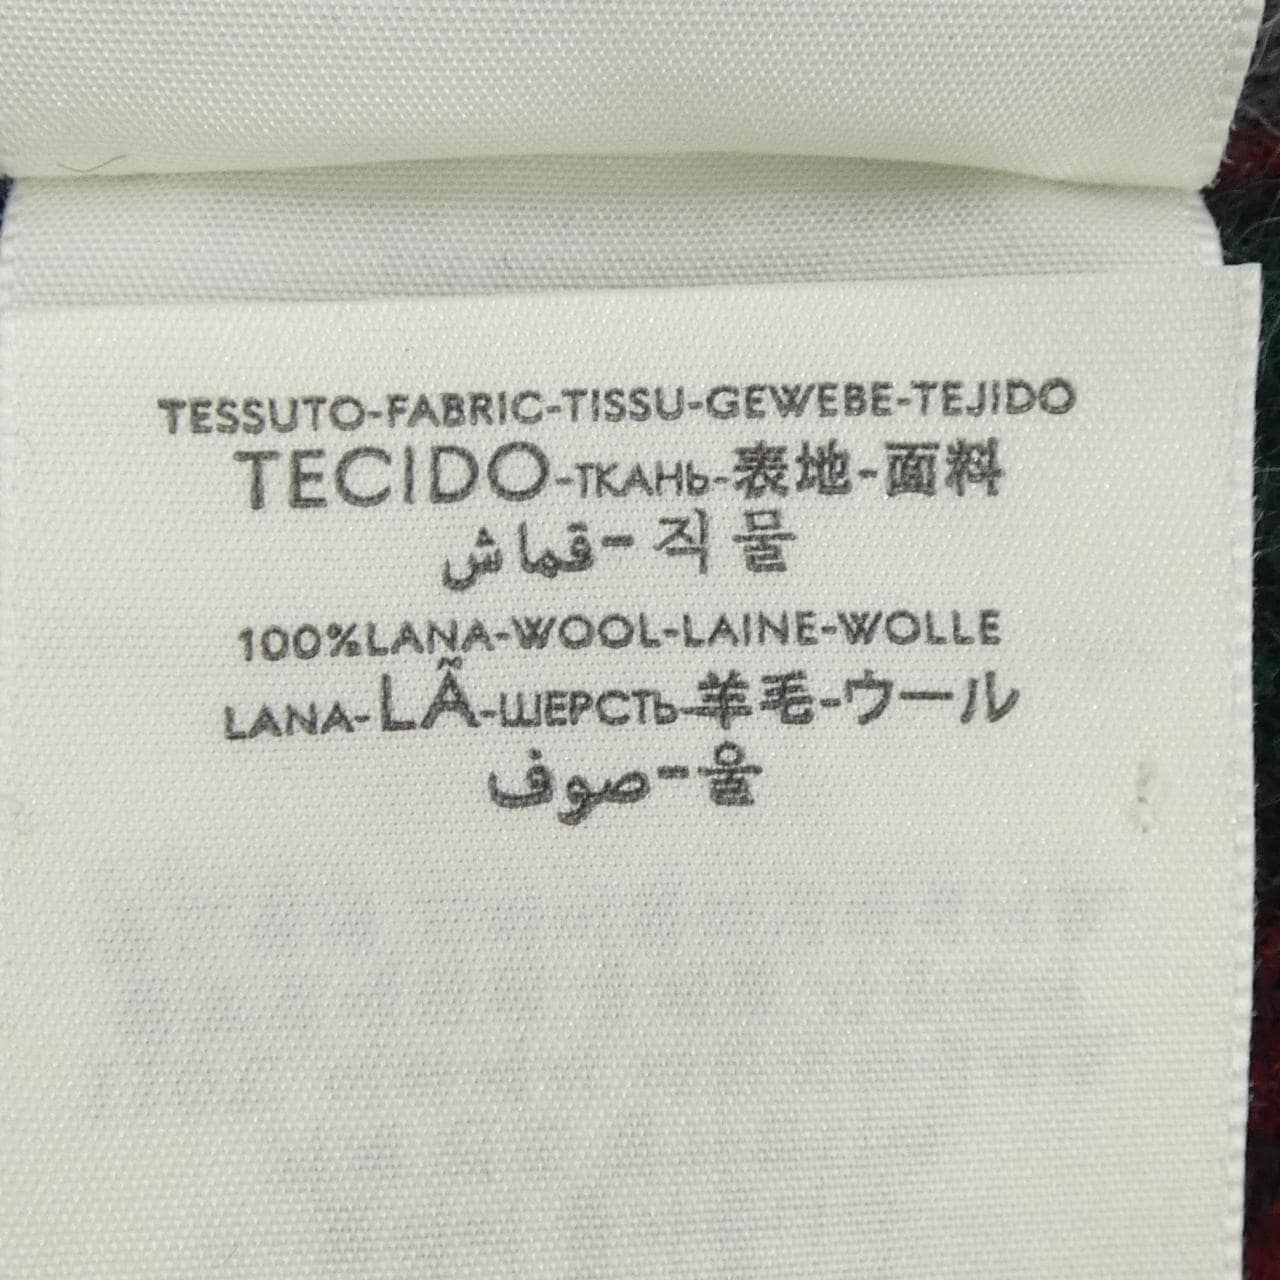 TESSUTO-FABRIC-TISSU-GEWEBE-TEJIDO
TECIDO-ТКАНЬ-表地-面料
قماش-직물
100%LANA-WOOL-LAINE-WOLLE
LANA-LÃ-ШЕРСТЬ-羊毛-ウール
صوف-울